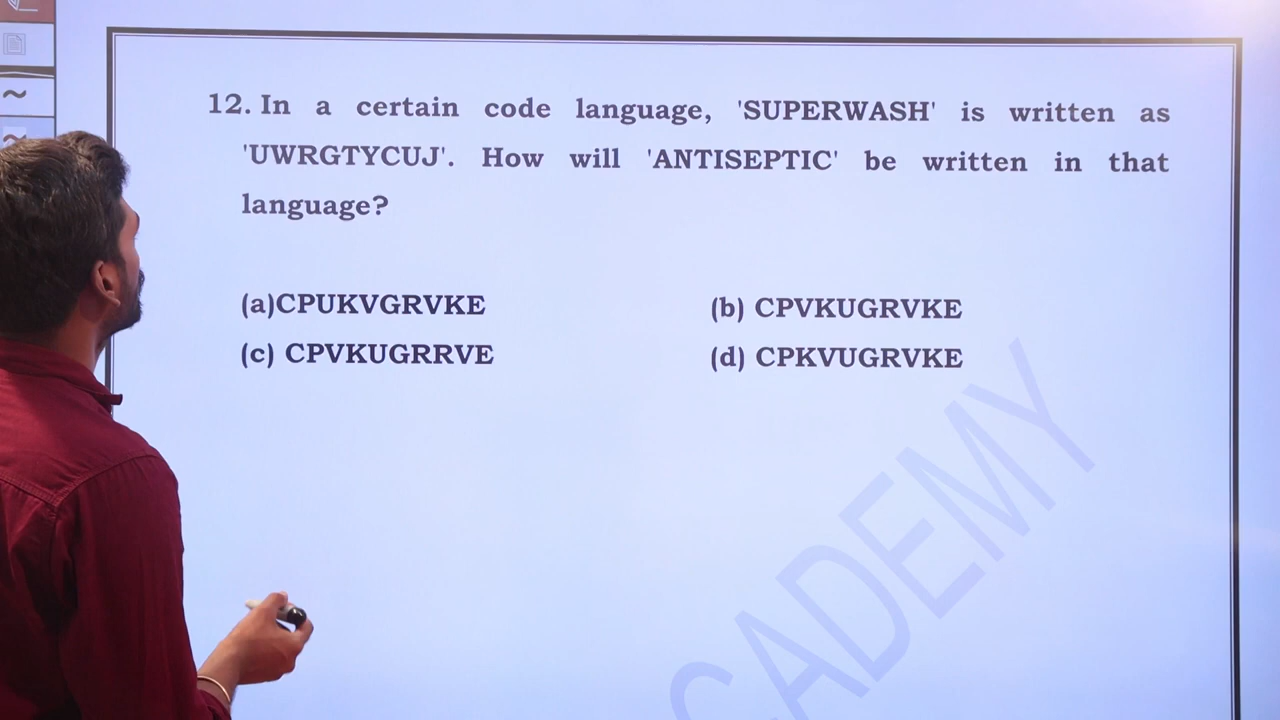 12. In a certain code language, 'SUPERWASH' is written as
'UWRGTYCUJ'. How will 'ANTISEPTIC' be written in that
language?
(a)CPUKVGRVKE (b) CPVKUGRVKE
(c) CPVKUGRRVE (d) CPKVUGRVKE
CADEMY